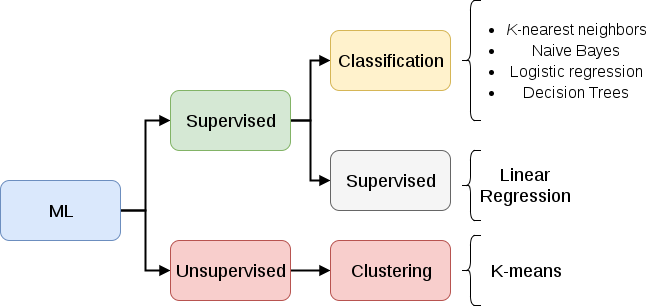 ML
Supervised
Classification
• K-nearest neighbors
• Naive Bayes
• Logistic regression
• Decision Trees
Supervised
Linear
Regression
Unsupervised
Clustering
K-means